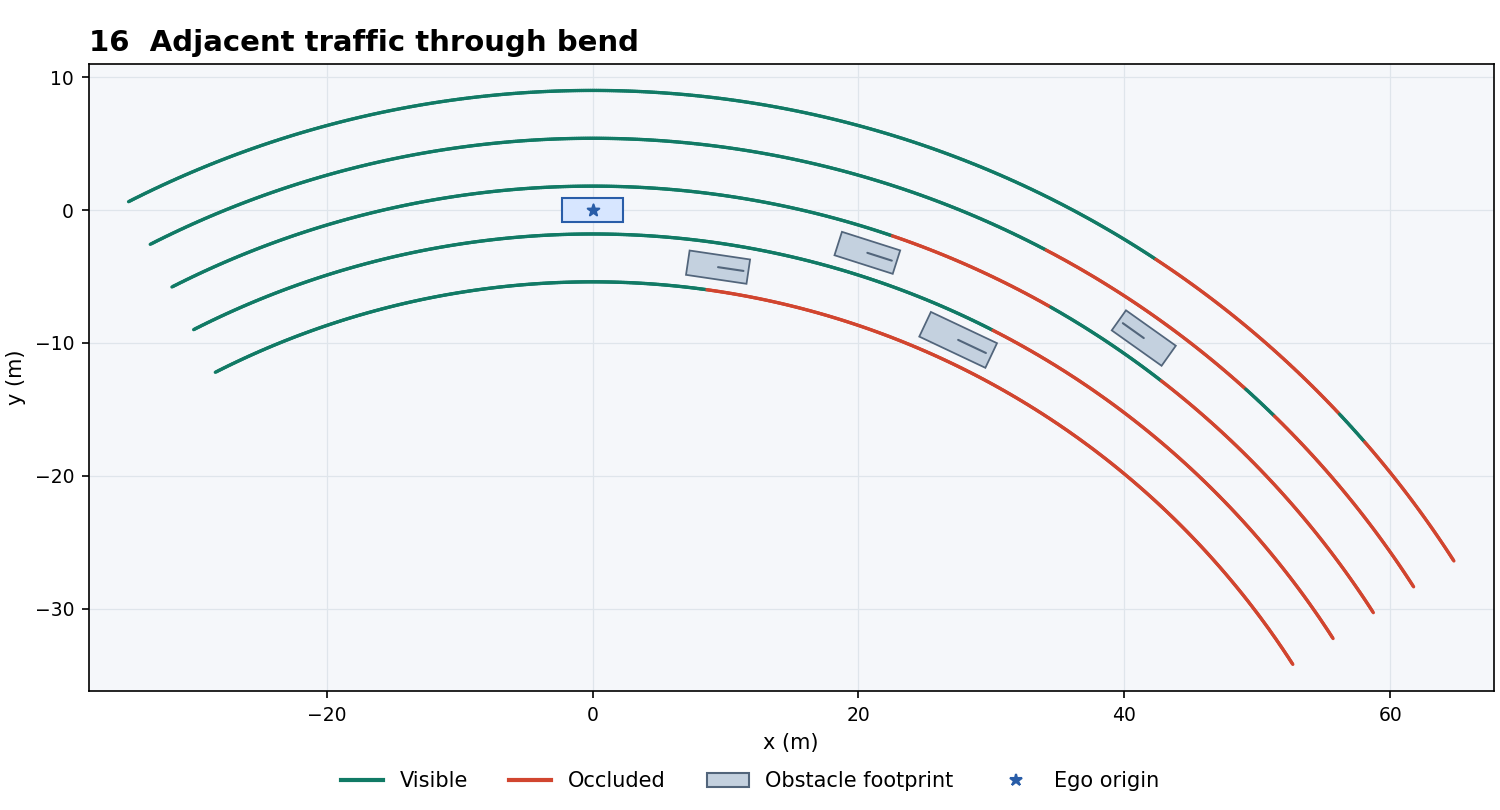 16  Adjacent traffic through bend
10
0
−10
−20
−30
y (m)
−20
0
20
40
60
x (m)
Visible
Occluded
Obstacle footprint
Ego origin